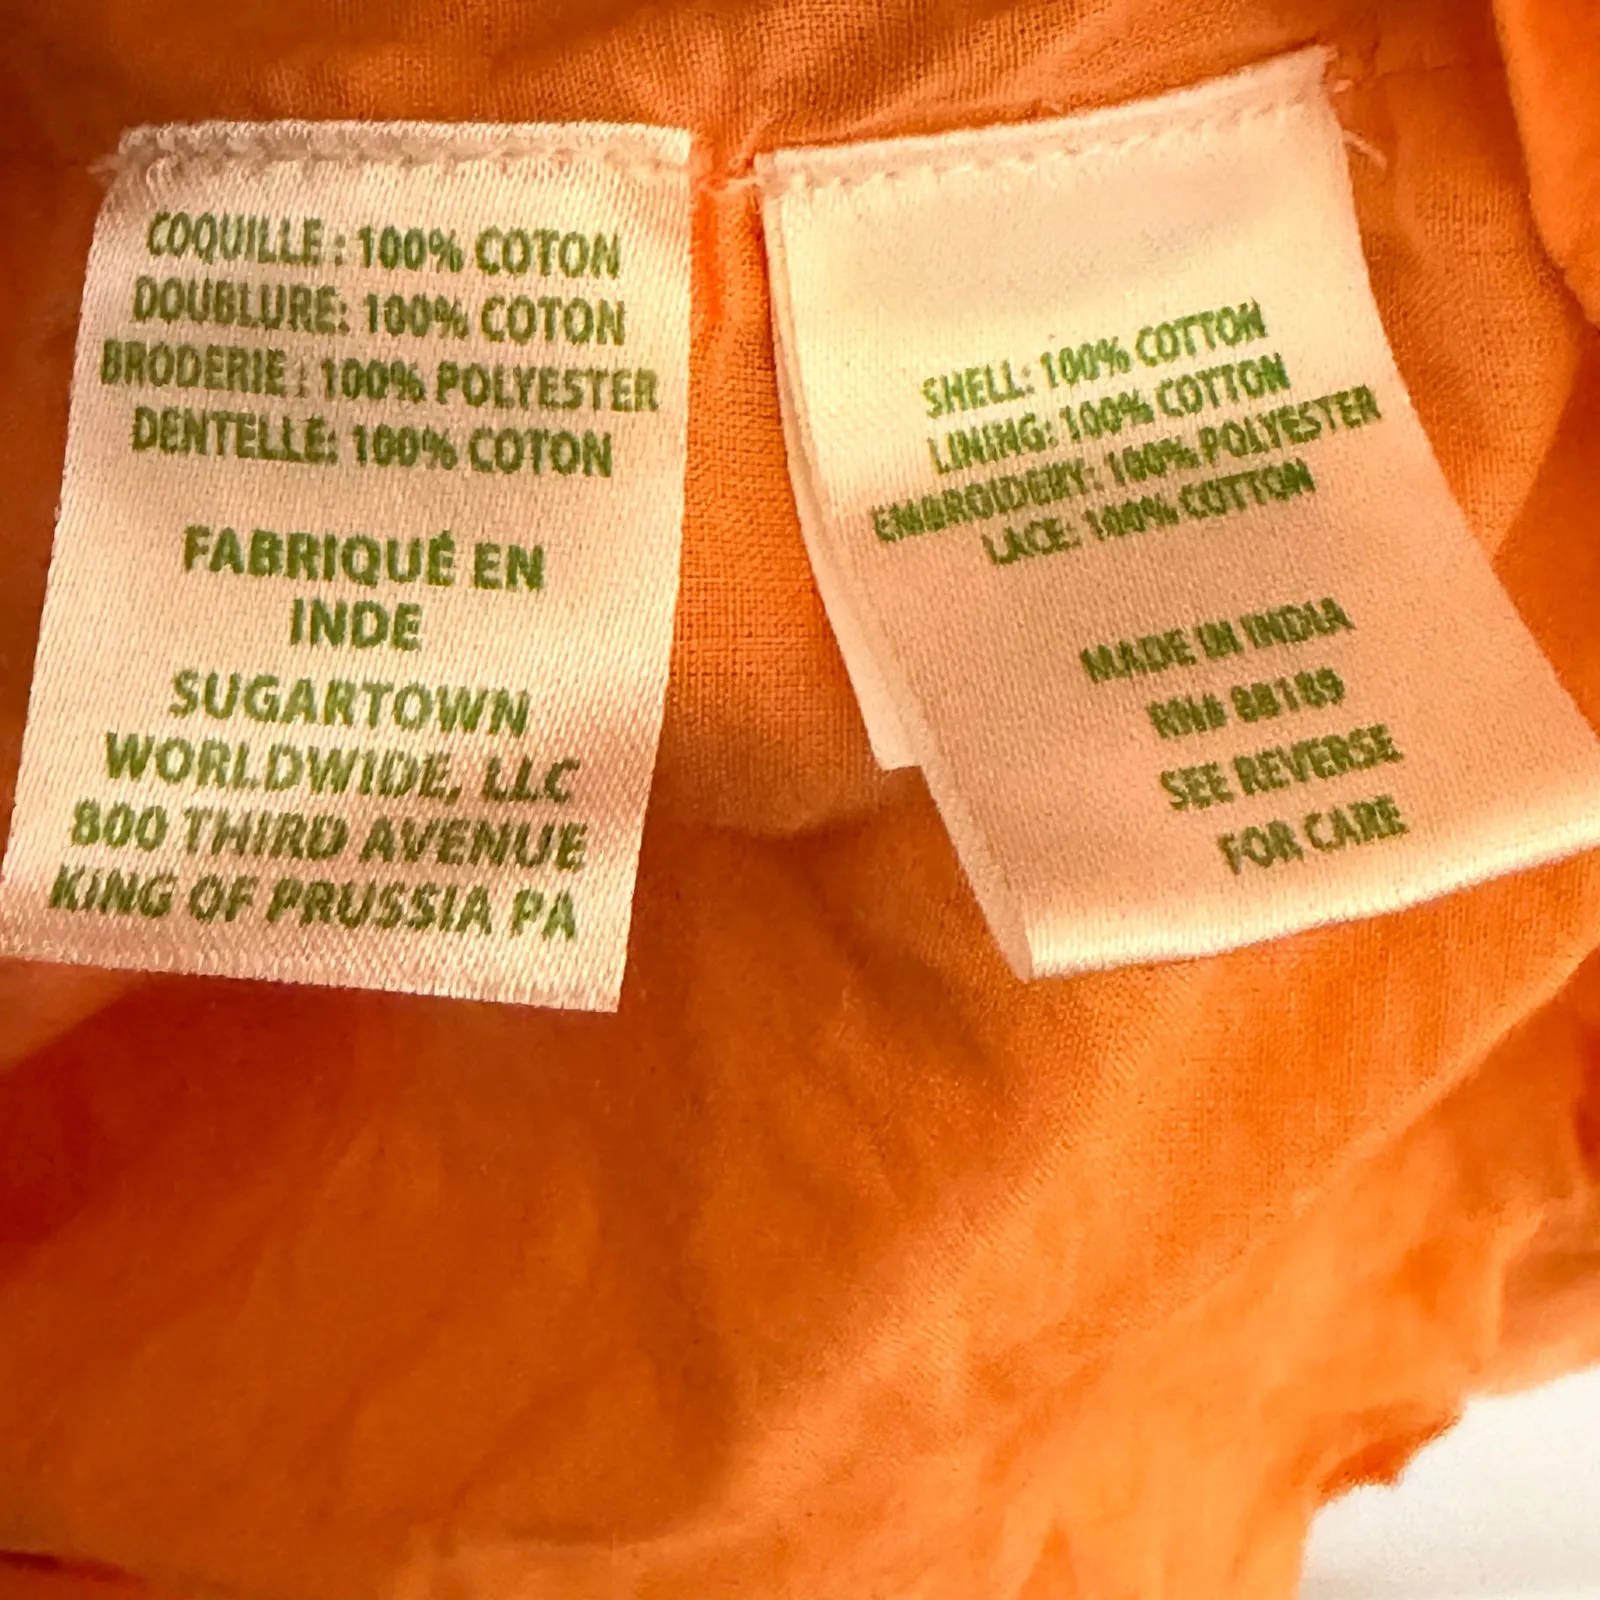 COQUILLE : 100% COTON
DOUBLURE: 100% COTON
BRODERIE : 100% POLYESTER
DENTELLE: 100% COTON
FABRIQUÉ EN
INDE
SUGARTOWN
WORLDWIDE, LLC
800 THIRD AVENUE
KING OF PRUSSIA PA
SHELL: 100% COTTON
LINING: 100% COTTON
EMBROIDERY: 100% POLYESTER
LACE: 100% COTTON
MADE IN INDIA
RN# 88189
SEE REVERSE
FOR CARE